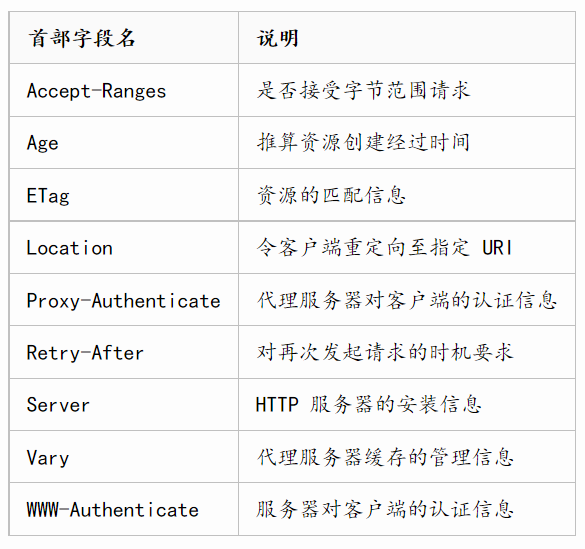 首部字段名 说明
Accept-Ranges 是否接受字节范围请求
Age 推算资源创建经过时间
ETag 资源的匹配信息
Location 令客户端重定向至指定 URI
Proxy-Authenticate 代理服务器对客户端的认证信息
Retry-After 对再次发起请求的时机要求
Server HTTP 服务器的安装信息
Vary 代理服务器缓存的管理信息
WWW-Authenticate 服务器对客户端的认证信息